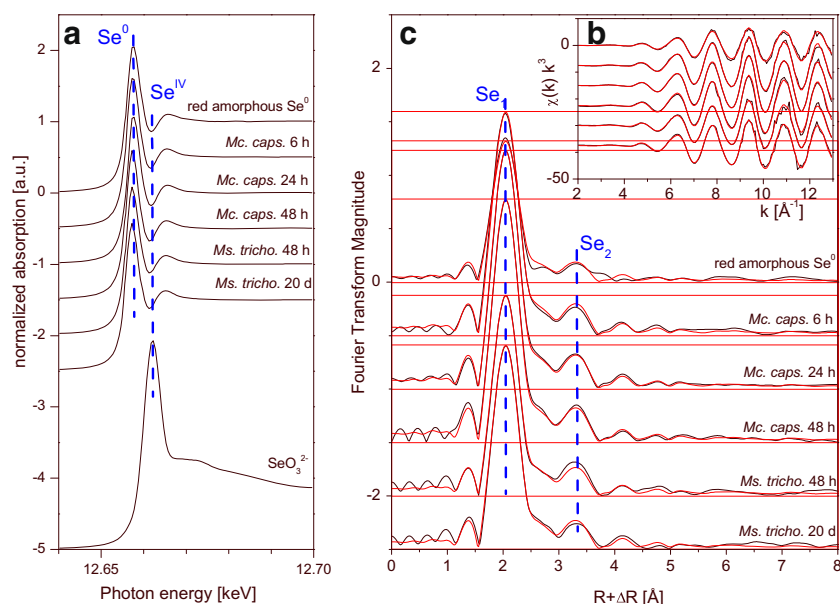 a
Se⁰
Se^IV
red amorphous Se⁰
Mc. caps. 6 h
Mc. caps. 24 h
Mc. caps. 48 h
Ms. tricho. 48 h
Ms. tricho. 20 d
SeO₃²⁻
2
1
0
-1
-2
-3
-4
-5
normalized absorption [a.u.]
12.65
12.70
Photon energy [keV]
c
Se₁
Se₂
red amorphous Se⁰
Mc. caps. 6 h
Mc. caps. 24 h
Mc. caps. 48 h
Ms. tricho. 48 h
Ms. tricho. 20 d
2
0
-2
Fourier Transform Magnitude
0 1 2 3 4 5 6 7 8
R+ΔR [Å]
b
0
-50
χ(k) k³
2 4 6 8 10 12
k [Å⁻¹]